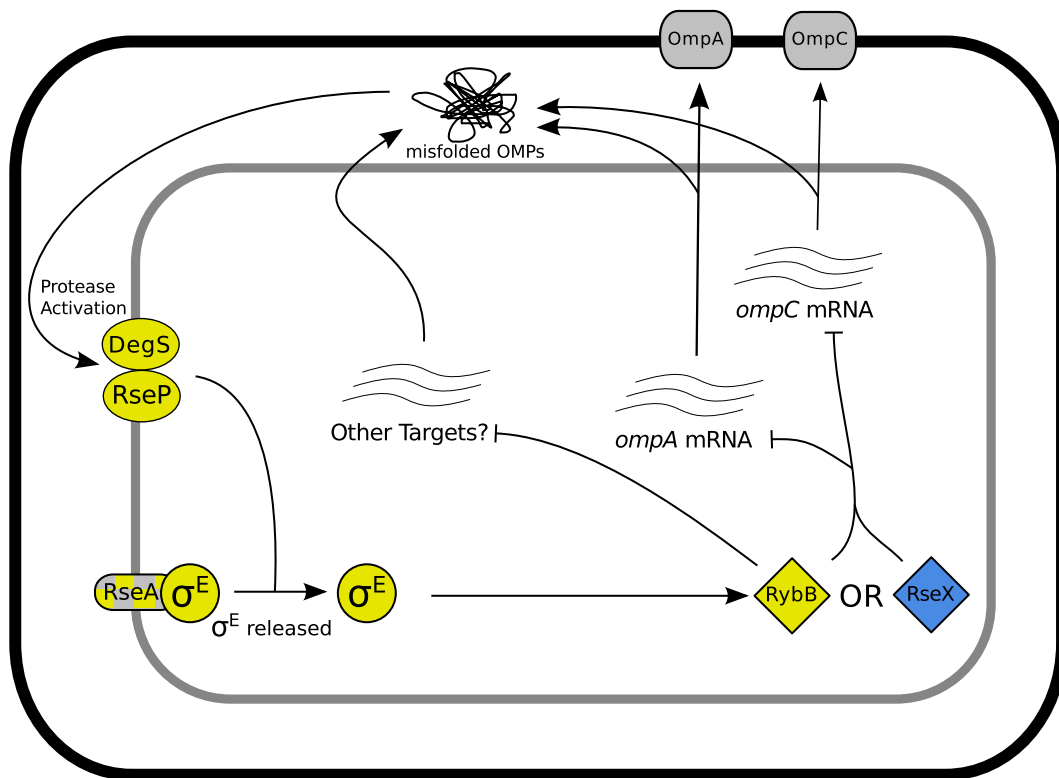 OmpA
OmpC
misfolded OMPs
Protease
Activation
DegS
RseP
ompC mRNA
Other Targets?
ompA mRNA
RseA
σᴱ
σᴱ
σᴱ released
RybB
OR
RseX